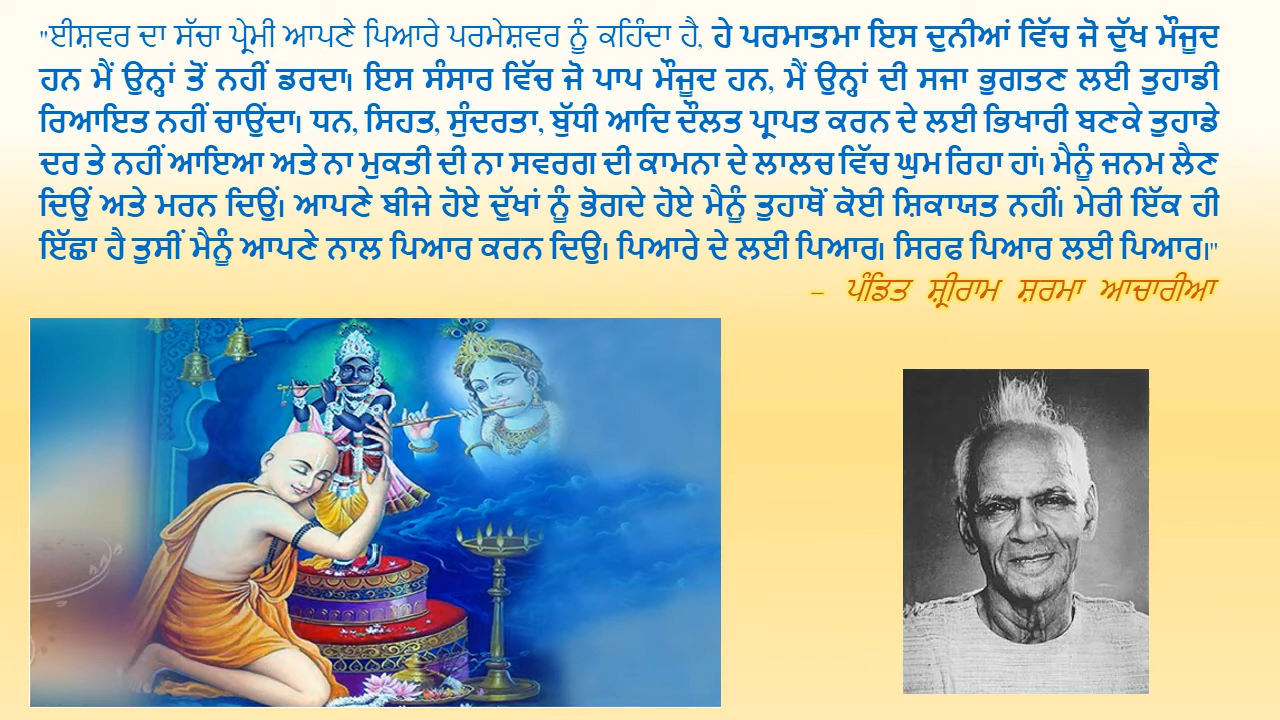 "ਈਸ਼ਵਰ ਦਾ ਸੱਚਾ ਪ੍ਰੇਮੀ ਆਪਣੇ ਪਿਆਰੇ ਪਰਮੇਸ਼ਵਰ ਨੂੰ ਕਹਿੰਦਾ ਹੈ, ਹੇ ਪਰਮਾਤਮਾ ਇਸ ਦੁਨੀਆਂ ਵਿੱਚ ਜੋ ਦੁੱਖ ਮੌਜੂਦ
ਹਨ ਮੈਂ ਉਨ੍ਹਾਂ ਤੋਂ ਨਹੀਂ ਡਰਦਾ। ਇਸ ਸੰਸਾਰ ਵਿੱਚ ਜੋ ਪਾਪ ਮੌਜੂਦ ਹਨ, ਮੈਂ ਉਨ੍ਹਾਂ ਦੀ ਸਜਾ ਭੁਗਤਣ ਲਈ ਤੁਹਾਡੀ
ਰਿਆਇਤ ਨਹੀਂ ਚਾਉਂਦਾ। ਧਨ, ਸਿਹਤ, ਸੁੰਦਰਤਾ, ਬੁੱਧੀ ਆਦਿ ਦੌਲਤ ਪ੍ਰਾਪਤ ਕਰਨ ਦੇ ਲਈ ਭਿਖਾਰੀ ਬਣਕੇ ਤੁਹਾਡੇ
ਦਰ ਤੇ ਨਹੀਂ ਆਇਆ ਅਤੇ ਨਾ ਮੁਕਤੀ ਦੀ ਨਾ ਸਵਰਗ ਦੀ ਕਾਮਨਾ ਦੇ ਲਾਲਚ ਵਿੱਚ ਘੁਮ ਰਿਹਾ ਹਾਂ। ਮੈਨੂੰ ਜਨਮ ਲੈਣ
ਦਿਉਂ ਅਤੇ ਮਰਨ ਦਿਉਂ। ਆਪਣੇ ਬੀਜੇ ਹੋਏ ਦੁੱਖਾਂ ਨੂੰ ਭੋਗਦੇ ਹੋਏ ਮੈਨੂੰ ਤੁਹਾਥੋਂ ਕੋਈ ਸ਼ਿਕਾਯਤ ਨਹੀਂ। ਮੇਰੀ ਇੱਕ ਹੀ
ਇੱਛਾ ਹੈ ਤੁਸੀਂ ਮੈਨੂੰ ਆਪਣੇ ਨਾਲ ਪਿਆਰ ਕਰਨ ਦਿਉ। ਪਿਆਰੇ ਦੇ ਲਈ ਪਿਆਰ। ਸਿਰਫ ਪਿਆਰ ਲਈ ਪਿਆਰ।"
– ਪੰਡਿਤ ਸ਼੍ਰੀਰਾਮ ਸ਼ਰਮਾ ਆਚਾਰੀਆ